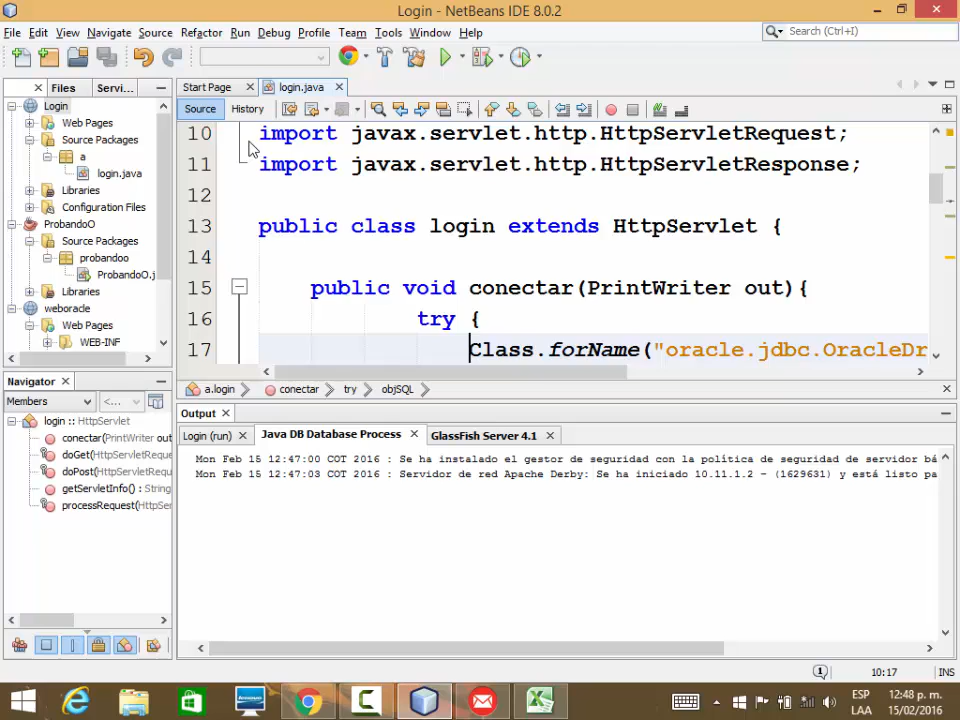 Login - NetBeans IDE 8.0.2
File Edit View Navigate Source Refactor Run Debug Profile Team Tools Window Help
Search (Ctrl+I)
Files Servi...
Start Page login.java
Source History
Login
Web Pages
Source Packages
a
login.java
Libraries
Configuration Files
ProbandoO
Source Packages
probandoo
ProbandoO.j
Libraries
weboracle
Web Pages
WEB-INF
10 import javax.servlet.http.HttpServletRequest;
11 import javax.servlet.http.HttpServletResponse;
12
13 public class login extends HttpServlet {
14
15 public void conectar(PrintWriter out){
16 try {
17 Class.forName("oracle.jdbc.OracleDr
a.login conectar try objSQL
Navigator
Members <...
login :: HttpServlet
conectar(PrintWriter out
doGet(HttpServletReque
doPost(HttpServletReque
getServletInfo() : String
processRequest(HttpSer
Output
Login (run) Java DB Database Process GlassFish Server 4.1
Mon Feb 15 12:47:00 COT 2016 : Se ha instalado el gestor de seguridad con la política de seguridad de servidor bá
Mon Feb 15 12:47:03 COT 2016 : Servidor de red Apache Derby: Se ha iniciado 10.11.1.2 - (1629631) y está listo pa
1 10:17 INS
ESP
LAA
12:48 p. m.
15/02/2016